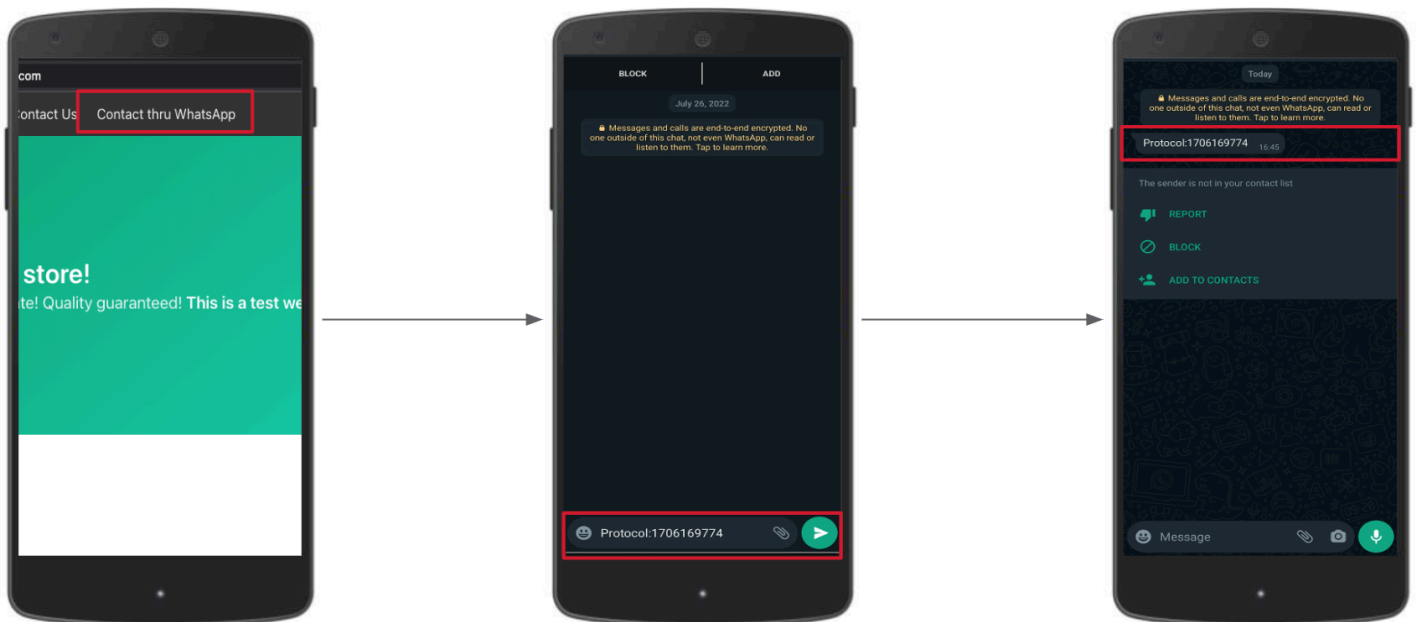 com
Contact Us
Contact thru WhatsApp
store!
te! Quality guaranteed! This is a test we
BLOCK
ADD
July 26, 2022
Messages and calls are end-to-end encrypted. No
one outside of this chat, not even WhatsApp, can read or
listen to them. Tap to learn more.
Protocol:1706169774
Today
Messages and calls are end-to-end encrypted. No
one outside of this chat, not even WhatsApp, can read or
listen to them. Tap to learn more.
Protocol:1706169774 16:45
The sender is not in your contact list
REPORT
BLOCK
ADD TO CONTACTS
Message